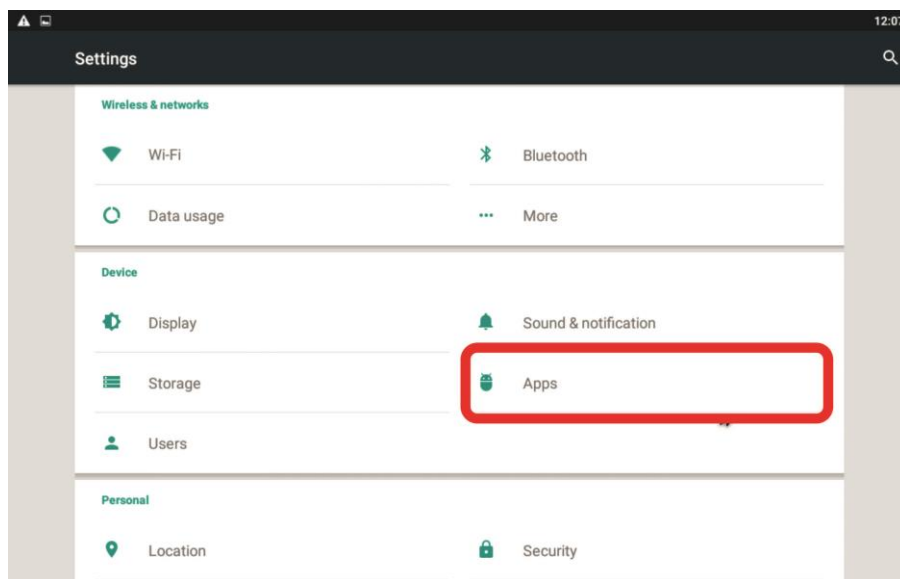 12:07
Settings
Wireless & networks
Wi-Fi
Bluetooth
Data usage
More
Device
Display
Sound & notification
Storage
Apps
Users
Personal
Location
Security